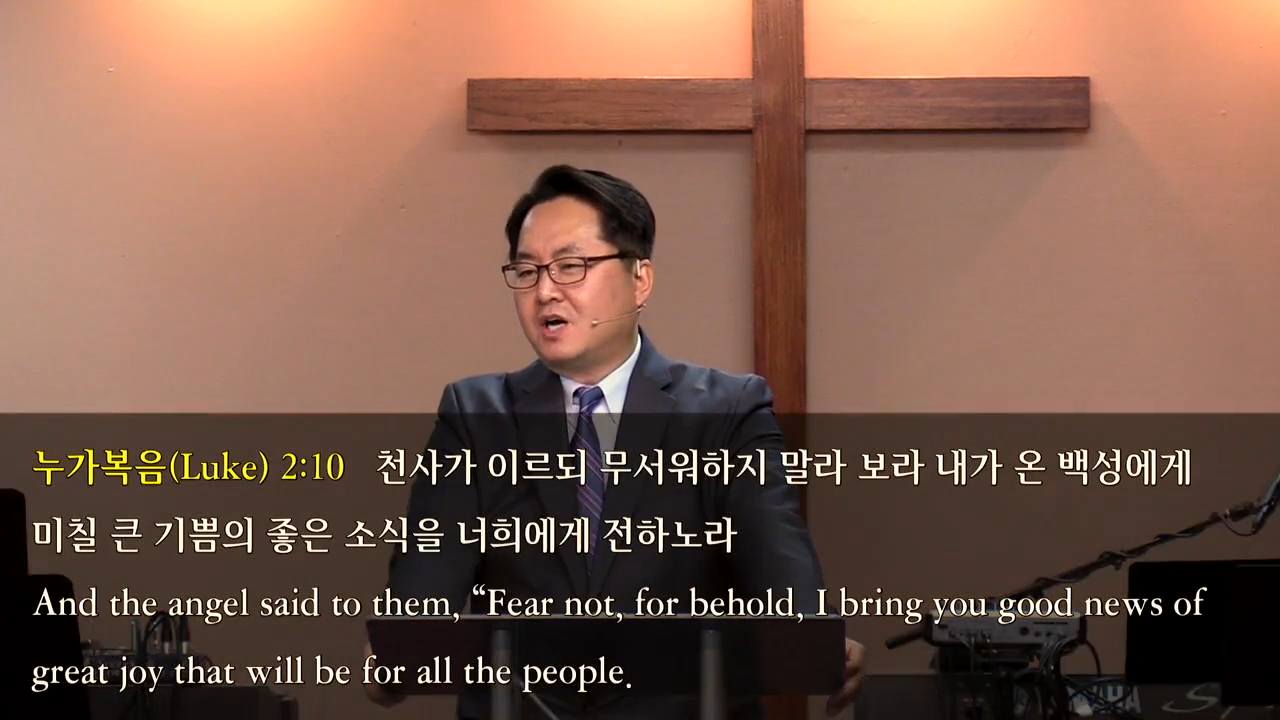 누가복음(Luke) 2:10 천사가 이르되 무서워하지 말라 보라 내가 온 백성에게
미칠 큰 기쁨의 좋은 소식을 너희에게 전하노라
And the angel said to them, “Fear not, for behold, I bring you good news of
great joy that will be for all the people.